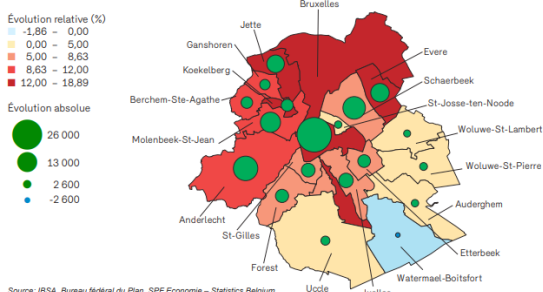 Bruxelles
Évolution relative (%)
-1,86 – 0,00
0,00 – 5,00
5,00 – 8,63
8,63 – 12,00
12,00 – 18,89
Évolution absolue
26 000
13 000
2 600
-2 600
Jette
Ganshoren
Koekelberg
Berchem-Ste-Agathe
Molenbeek-St-Jean
Anderlecht
St-Gilles
Forest
Uccle
Evere
Schaerbeek
St-Josse-ten-Noode
Woluwe-St-Lambert
Woluwe-St-Pierre
Auderghem
Etterbeek
Watermael-Boitsfort
Ixelles
Source: IBSA, Bureau fédéral du Plan, SPF Economie – Statistics Belgium